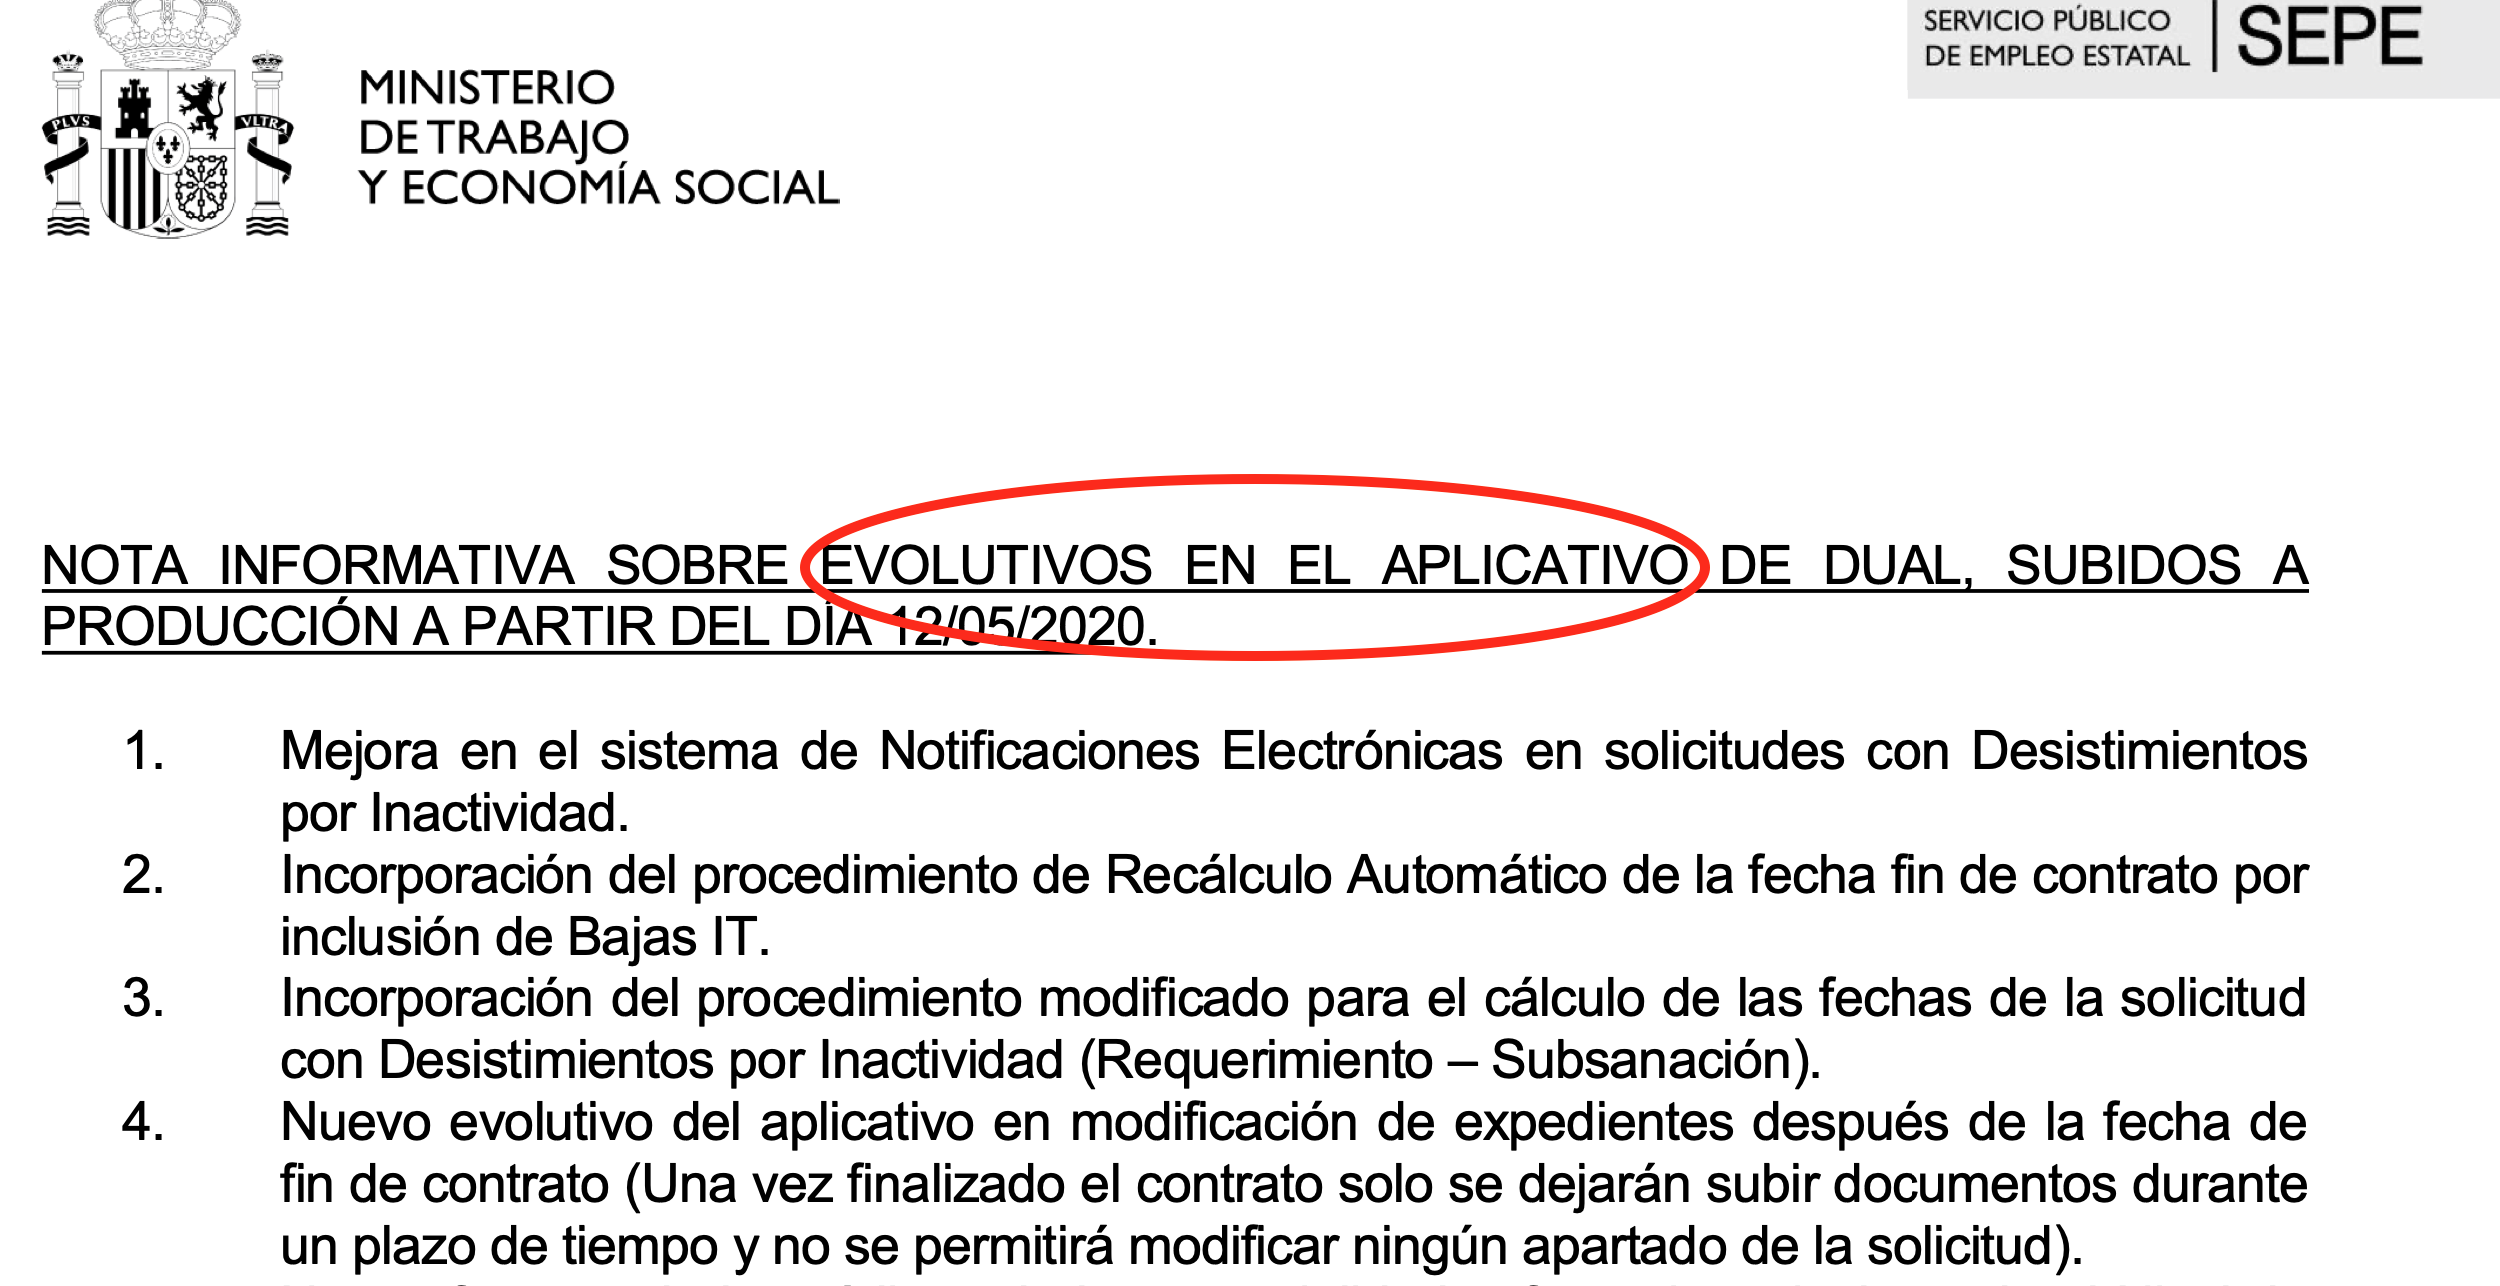 SERVICIO PÚBLICO
DE EMPLEO ESTATAL
SEPE
PLVS
VLTRA
MINISTERIO
DE TRABAJO
Y ECONOMÍA SOCIAL
NOTA INFORMATIVA SOBRE EVOLUTIVOS EN EL APLICATIVO DE DUAL, SUBIDOS A
PRODUCCIÓN A PARTIR DEL DÍA 12/05/2020.
1. Mejora en el sistema de Notificaciones Electrónicas en solicitudes con Desistimientos
por Inactividad.
2. Incorporación del procedimiento de Recálculo Automático de la fecha fin de contrato por
inclusión de Bajas IT.
3. Incorporación del procedimiento modificado para el cálculo de las fechas de la solicitud
con Desistimientos por Inactividad (Requerimiento – Subsanación).
4. Nuevo evolutivo del aplicativo en modificación de expedientes después de la fecha de
fin de contrato (Una vez finalizado el contrato solo se dejarán subir documentos durante
un plazo de tiempo y no se permitirá modificar ningún apartado de la solicitud).